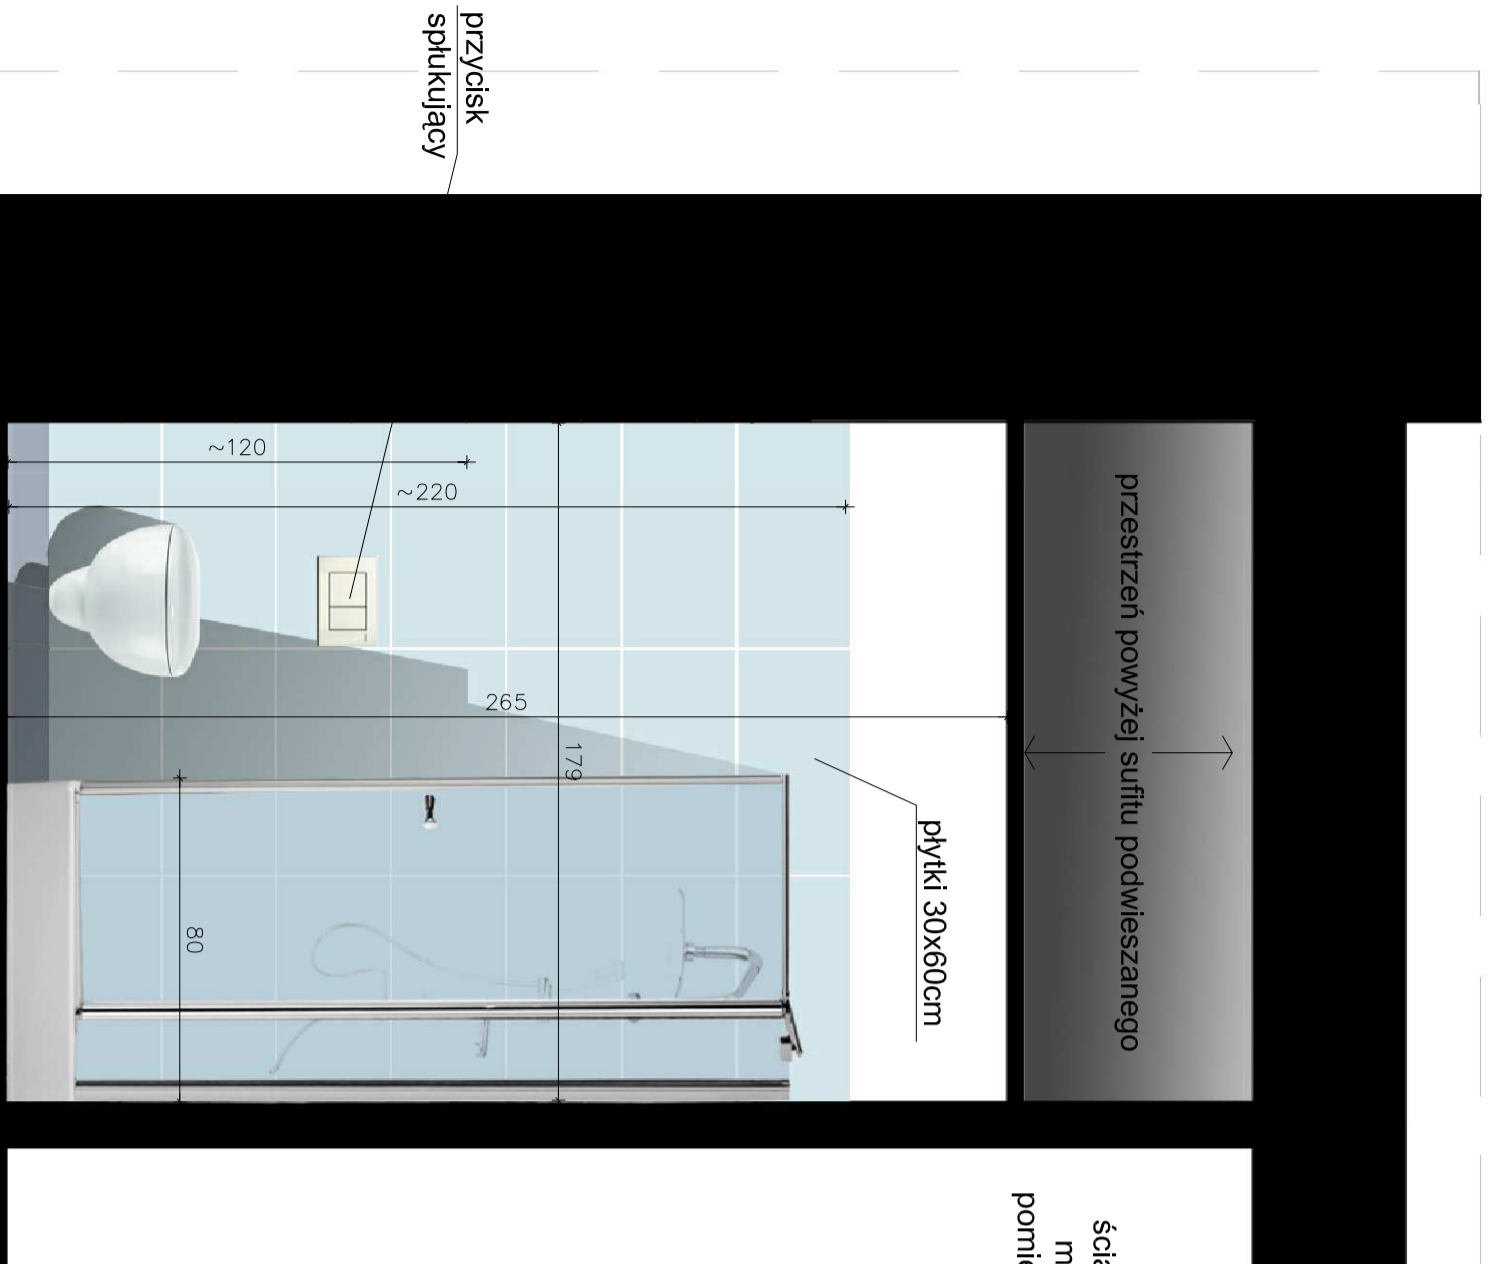 przycisk
spłukujący
~120
~220
265
179
80
płytki 30x60cm
przestrzeń powyżej sufitu podwieszanego